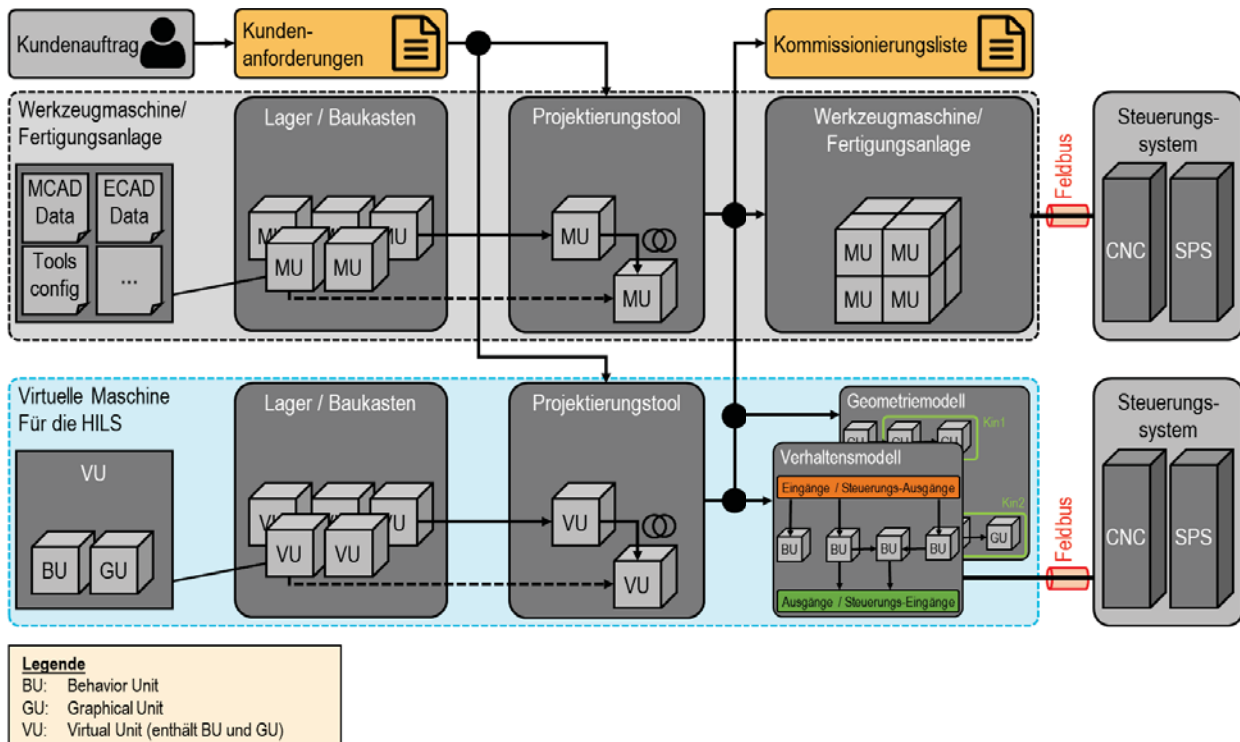 Kundenauftrag
Kunden-
anforderungen
Kommissionierungsliste
Werkzeugmaschine/
Fertigungsanlage
MCAD
Data
ECAD
Data
Tools
config
...
Lager / Baukasten
MU
MU
MU
MU
MU
Projektierungstool
MU
MU
Werkzeugmaschine/
Fertigungsanlage
MU
MU
MU
MU
Feldbus
Steuerungs-
system
CNC
SPS
Virtuelle Maschine
Für die HILS
VU
BU
GU
Lager / Baukasten
VU
VU
VU
VU
VU
Projektierungstool
VU
VU
Geometriemodell
Kin1
GU
GU
GU
Verhaltensmodell
Eingänge / Steuerungs-Ausgänge
Kin2
BU
BU
BU
BU
GU
Ausgänge / Steuerungs-Eingänge
Feldbus
Steuerungs-
system
CNC
SPS
Legende
BU: Behavior Unit
GU: Graphical Unit
VU: Virtual Unit (enthält BU und GU)